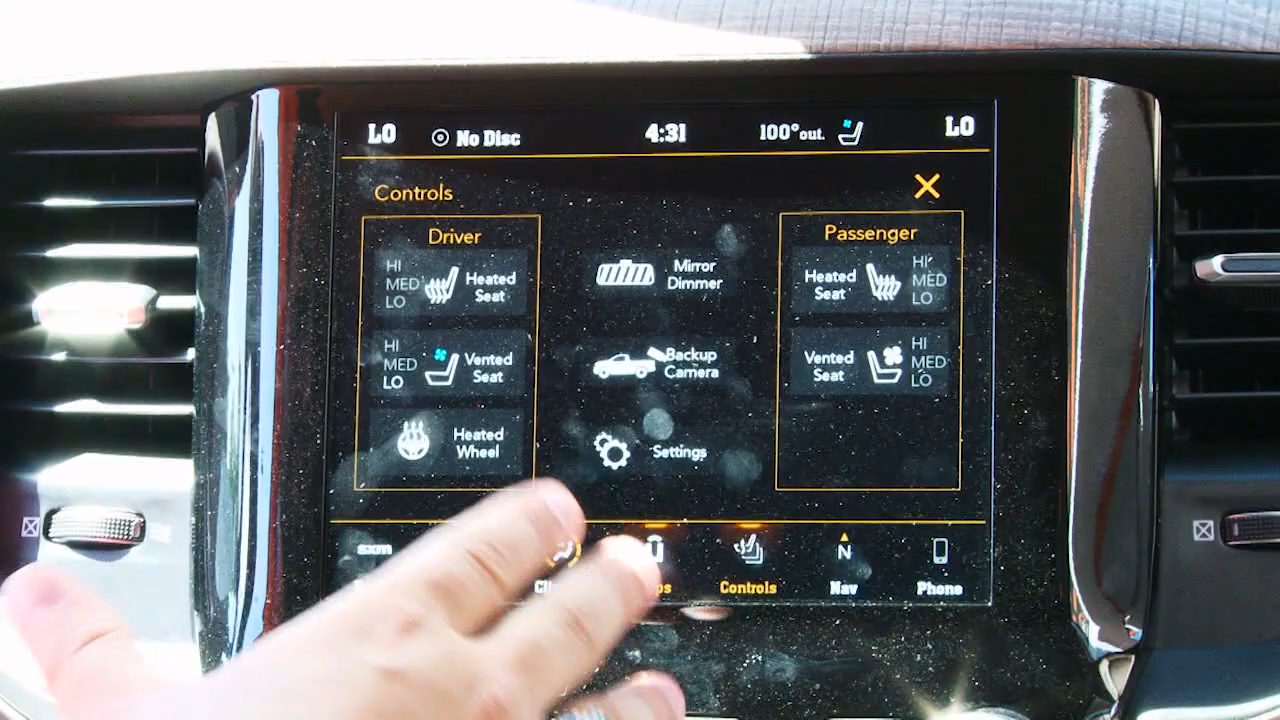 LO No Disc 4:31 100° out. LO
Controls
Driver
HI
MED
LO
Heated
Seat
HI
MED
LO
Vented
Seat
Heated
Wheel
Mirror
Dimmer
Backup
Camera
Settings
Passenger
Heated
Seat
HI
MED
LO
Vented
Seat
HI
MED
LO
sxm
N
Controls Nav Phone